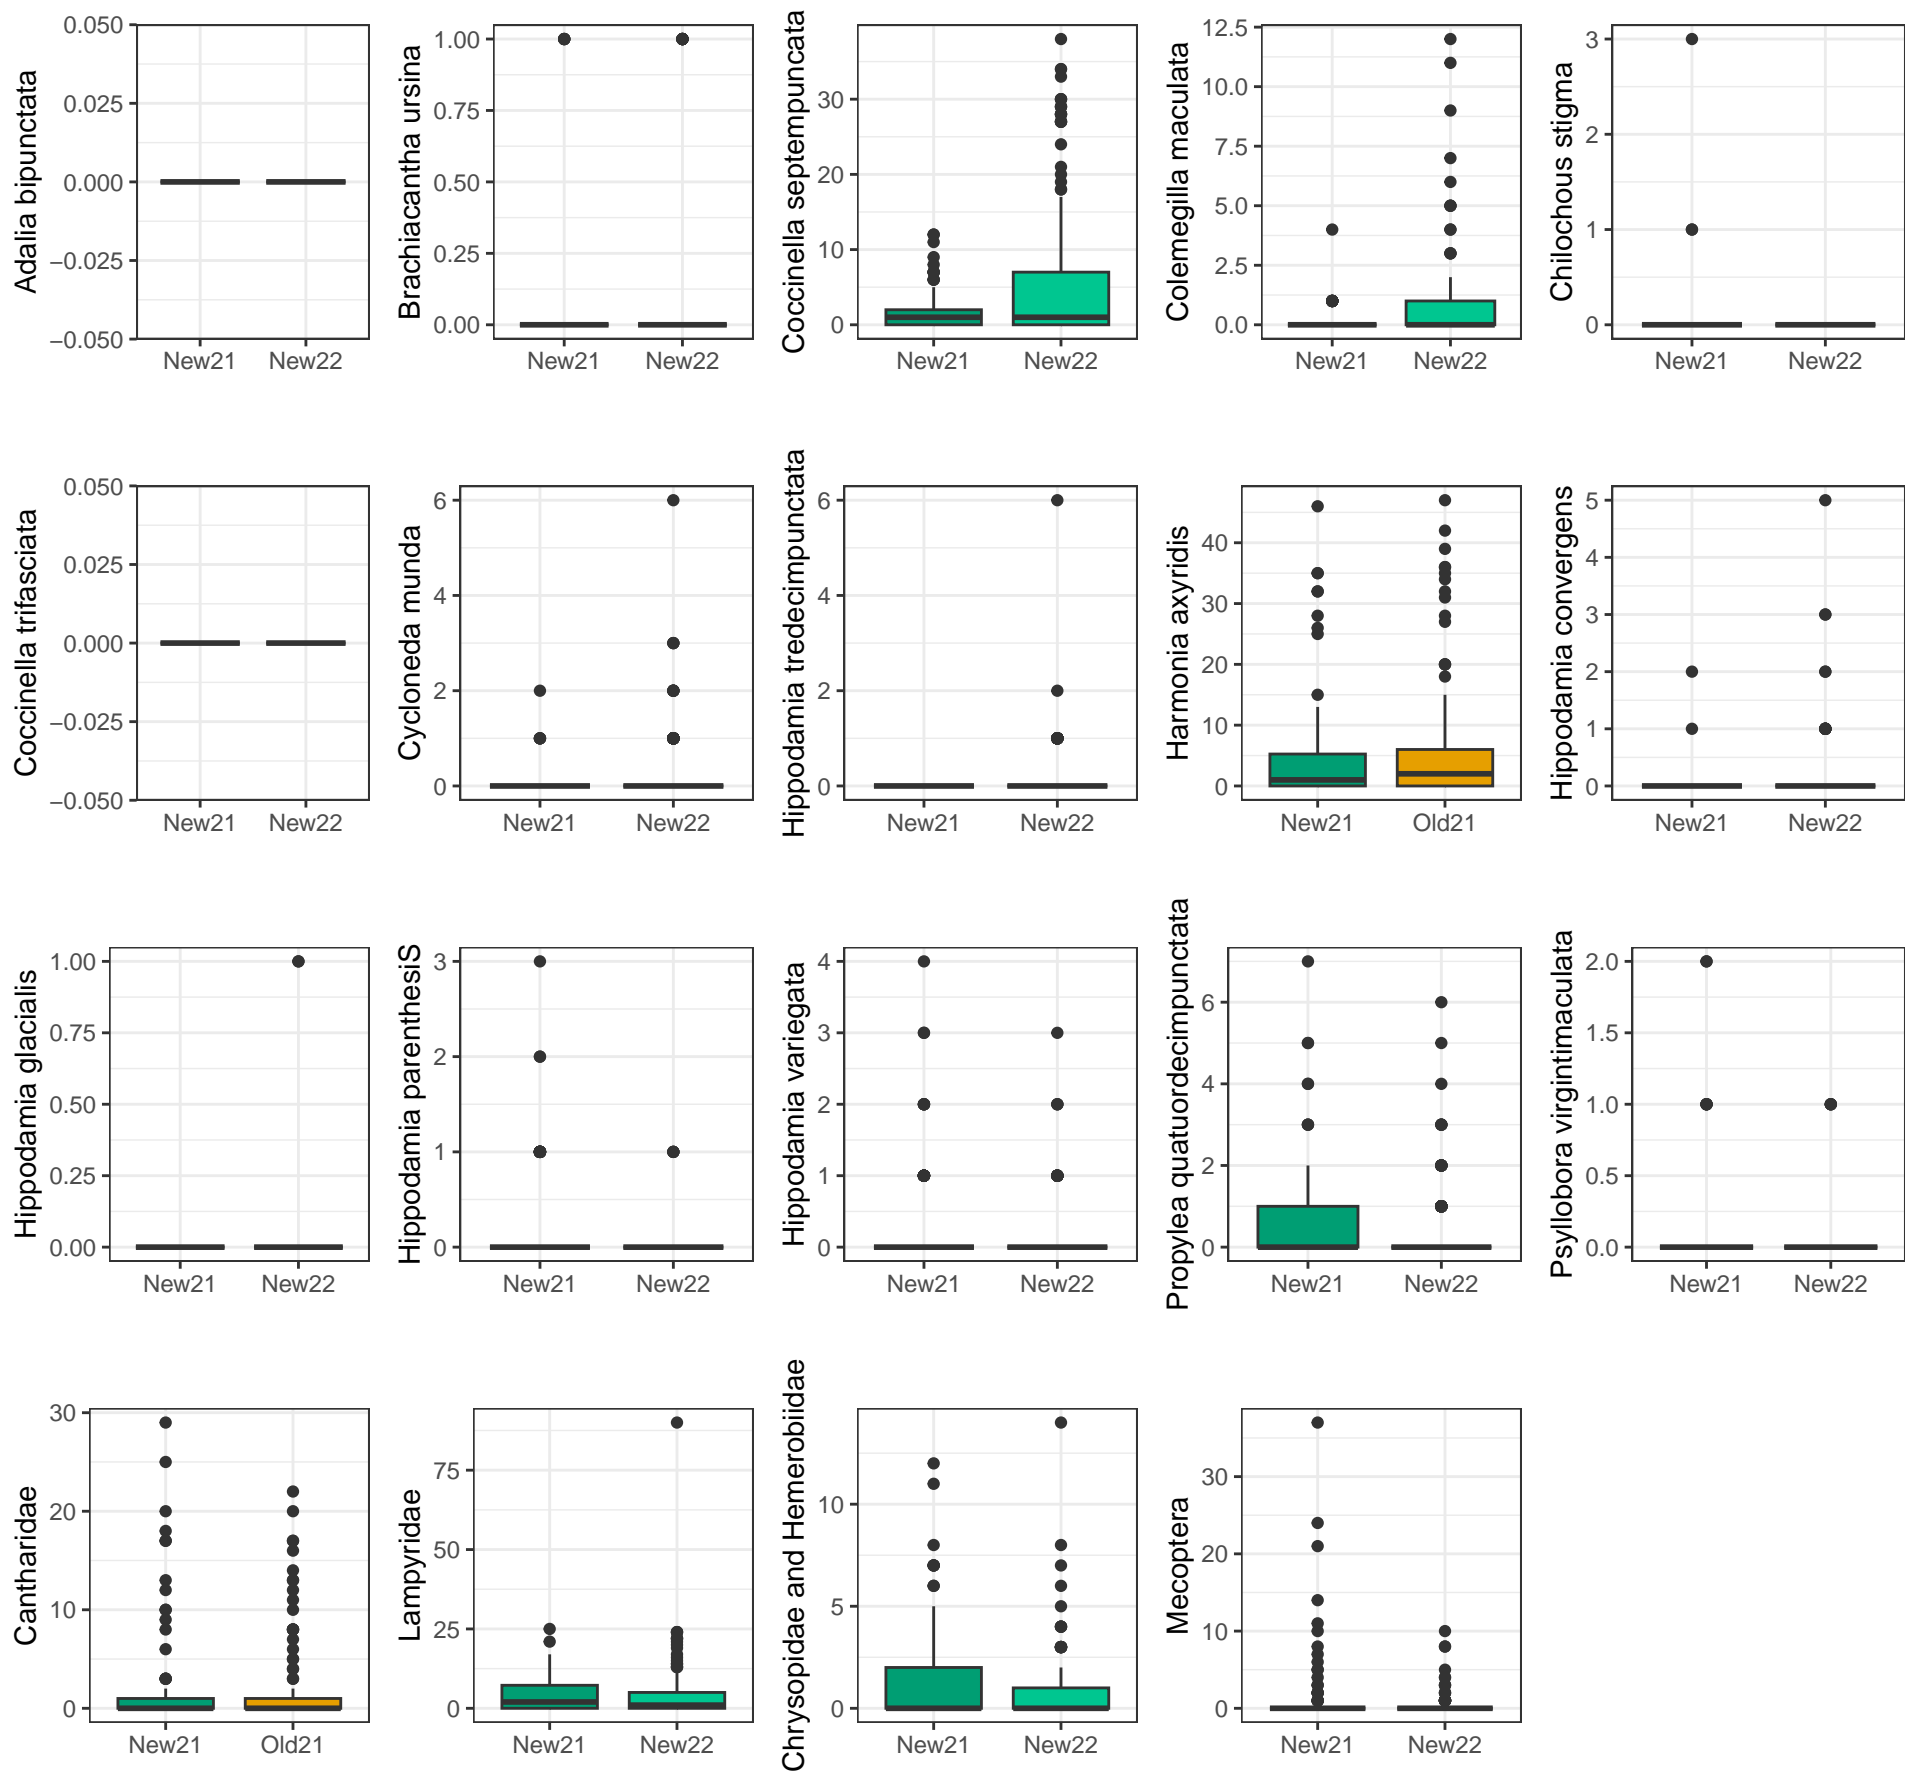 Adalia bipunctata
0.050
0.025
0.000
−0.025
−0.050
New21 New22
Brachiacantha ursina
1.00
0.75
0.50
0.25
0.00
New21 New22
Coccinella septempuncata
30
20
10
0
New21 New22
Colemegilla maculata
12.5
10.0
7.5
5.0
2.5
0.0
New21 New22
Chilochous stigma
3
2
1
0
New21 New22
Coccinella trifasciata
0.050
0.025
0.000
−0.025
−0.050
New21 New22
Cycloneda munda
6
4
2
0
New21 New22
Hippodamia tredecimpunctata
6
4
2
0
New21 New22
Harmonia axyridis
40
30
20
10
0
New21 Old21
Hippodamia convergens
5
4
3
2
1
0
New21 New22
Hippodamia glacialis
1.00
0.75
0.50
0.25
0.00
New21 New22
Hippodamia parenthesiS
3
2
1
0
New21 New22
Hippodamia variegata
4
3
2
1
0
New21 New22
Propylea quatuordecimpunctata
6
4
2
0
New21 New22
Psyllobora virgintimaculata
2.0
1.5
1.0
0.5
0.0
New21 New22
Cantharidae
30
20
10
0
New21 Old21
Lampyridae
75
50
25
0
New21 New22
Chrysopidae and Hemerobiidae
10
5
0
New21 New22
Mecoptera
30
20
10
0
New21 New22